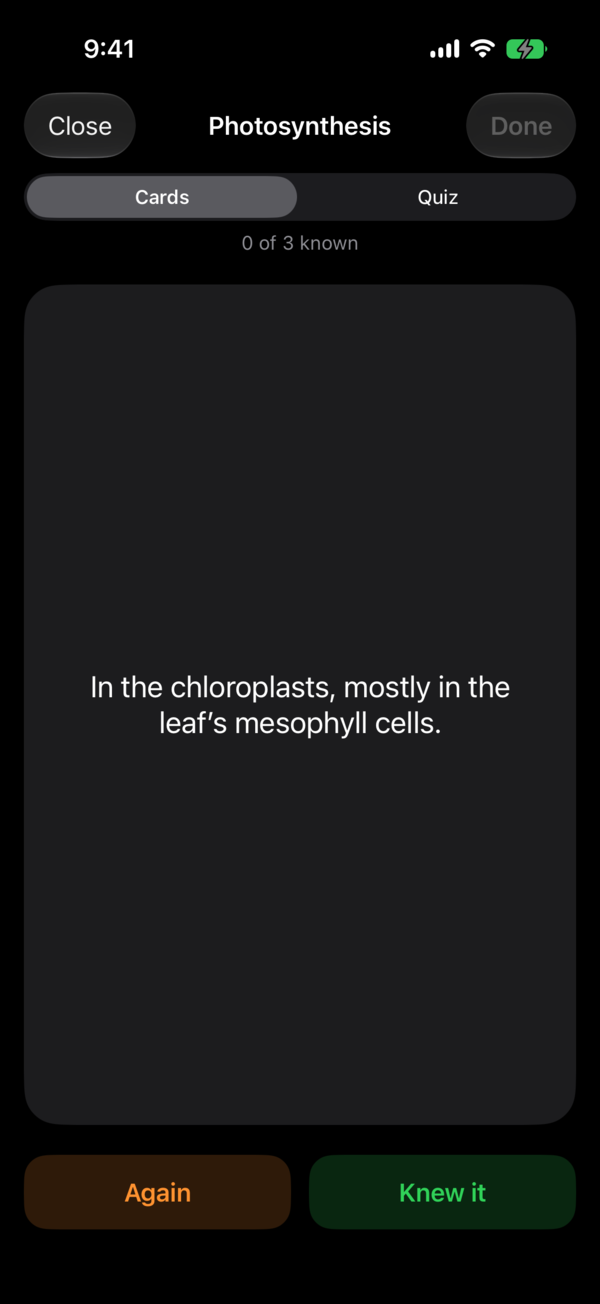 9:41
Close
Photosynthesis
Done
Cards
Quiz
0 of 3 known
In the chloroplasts, mostly in the
leaf’s mesophyll cells.
Again
Knew it